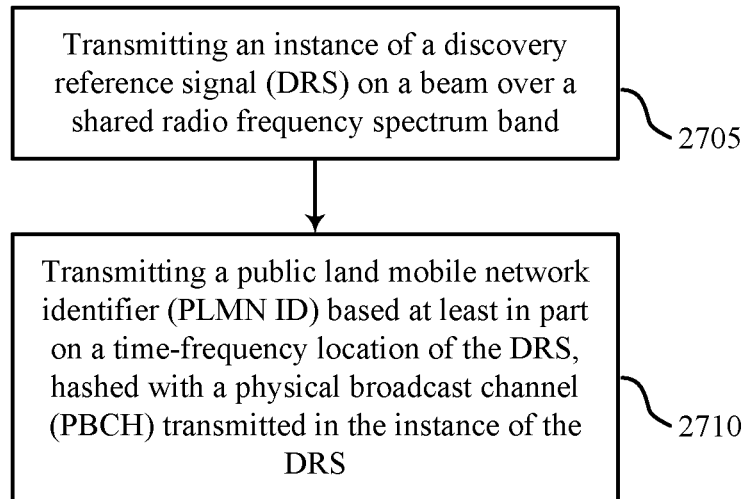 Transmitting an instance of a discovery
reference signal (DRS) on a beam over a
shared radio frequency spectrum band
2705
Transmitting a public land mobile network
identifier (PLMN ID) based at least in part
on a time-frequency location of the DRS,
hashed with a physical broadcast channel
(PBCH) transmitted in the instance of the
DRS
2710